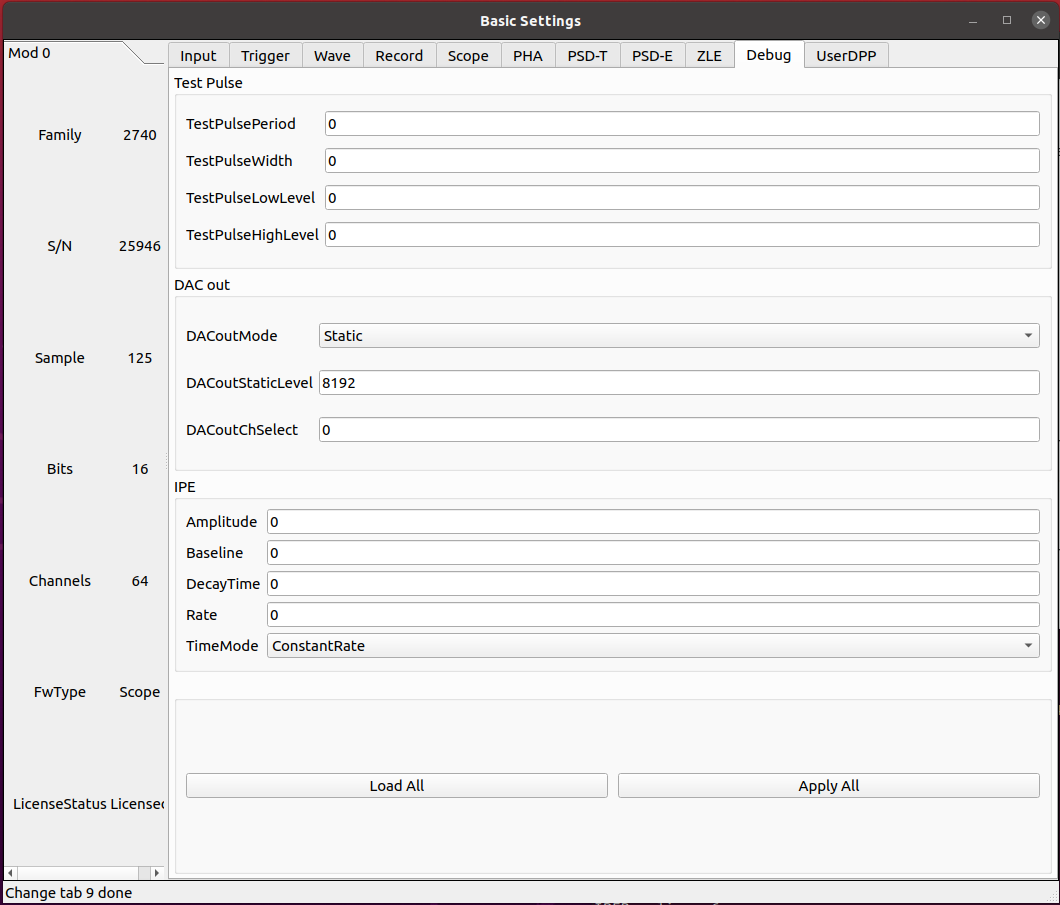 Basic Settings
Mod 0
Input Trigger Wave Record Scope PHA PSD-T PSD-E ZLE Debug UserDPP
Family 2740
S/N 25946
Sample 125
Bits 16
Channels 64
FwType Scope
LicenseStatus Licensed
Test Pulse
TestPulsePeriod 0
TestPulseWidth 0
TestPulseLowLevel 0
TestPulseHighLevel 0
DAC out
DACoutMode Static
DACoutStaticLevel 8192
DACoutChSelect 0
IPE
Amplitude 0
Baseline 0
DecayTime 0
Rate 0
TimeMode ConstantRate
Load All Apply All
Change tab 9 done